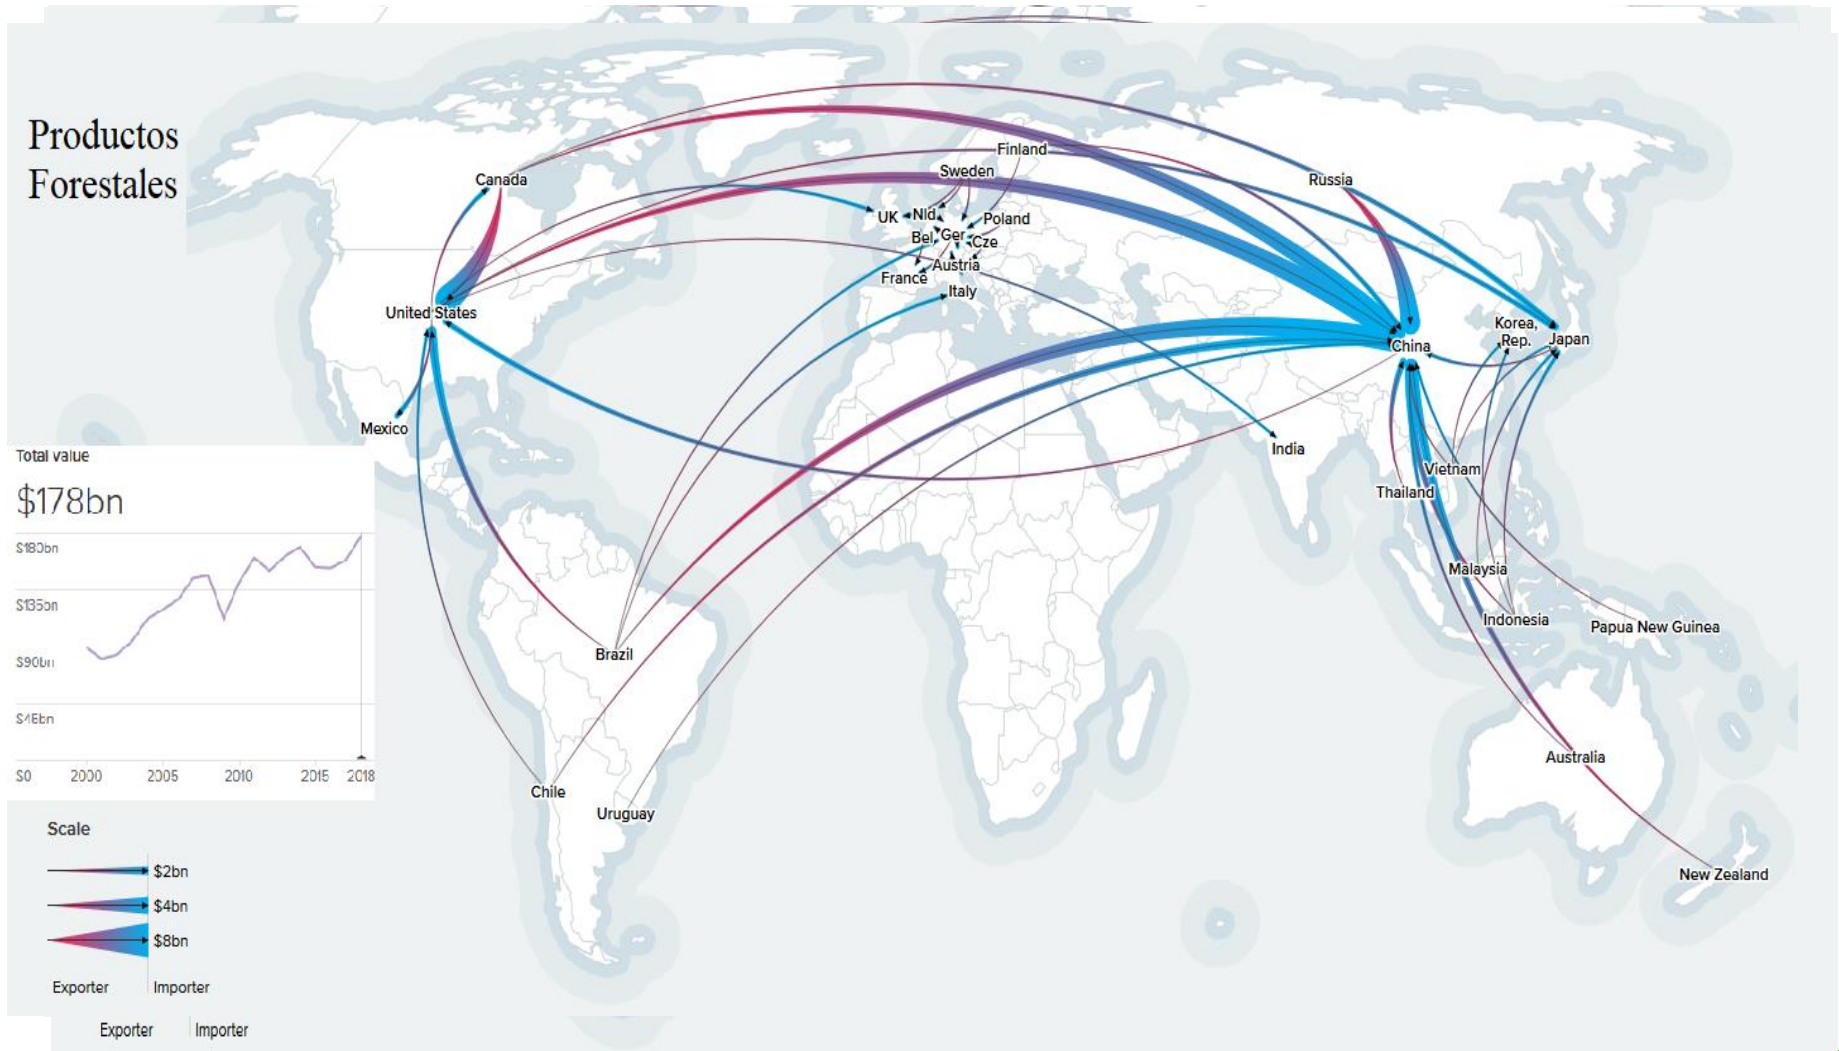 Productos
Forestales
Canada
Finland
Sweden
Russia
UK
Nld
Poland
Bel
Ger
Cze
Austria
France
Italy
United States
Mexico
China
Korea,
Rep.
Japan
India
Vietnam
Thailand
Malaysia
Indonesia
Papua New Guinea
Brazil
Chile
Uruguay
Australia
New Zealand
Total value
$178bn
$180bn
$135bn
$90bn
$45bn
$0 2000 2005 2010 2015 2018
Scale
$2bn
$4bn
$8bn
Exporter Importer
Exporter Importer